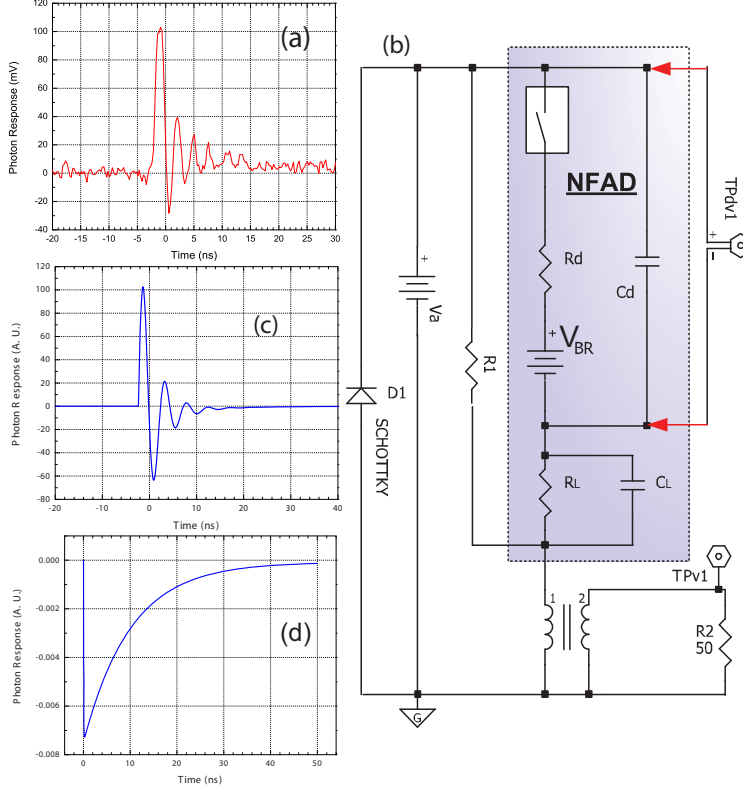 (a)
Photon Response (mV)
120
100
80
60
40
20
0
-20
-40
-20 -15 -10 -5 0 5 10 15 20 25 30
Time (ns)
(b)
NFAD
Rd
Cd
+
VBR
+
Va
R1
D1
SCHOTTKY
RL
CL
TPdv1
+
-
TPv1
1 2
R2
50
G
(c)
Photon Response (A. U.)
120
100
80
60
40
20
0
-20
-40
-60
-80
-20 -10 0 10 20 30 40
Time (ns)
(d)
Photon Response (A. U.)
0.000
-0.002
-0.004
-0.006
-0.008
0 10 20 30 40 50
Time (ns)